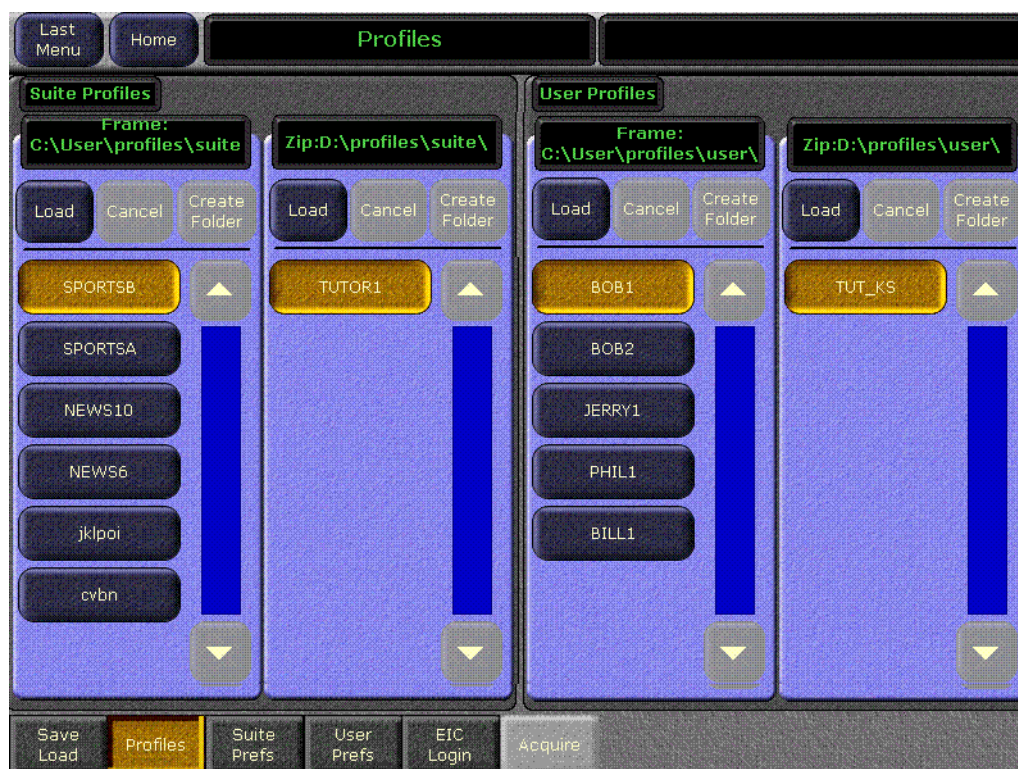 Last
Menu
Home
Profiles
Suite Profiles
Frame:
C:\User\profiles\suite
Load
Cancel
Create
Folder
SPORTSB
SPORTSA
NEWS10
NEWS6
jklpoi
cvbn
Zip:D:\profiles\suite\
Load
Cancel
Create
Folder
TUTOR1
User Profiles
Frame:
C:\User\profiles\user\
Load
Cancel
Create
Folder
BOB1
BOB2
JERRY1
PHIL1
BILL1
Zip:D:\profiles\user\
Load
Cancel
Create
Folder
TUT_KS
Save
Load
Profiles
Suite
Prefs
User
Prefs
EIC
Login
Acquire